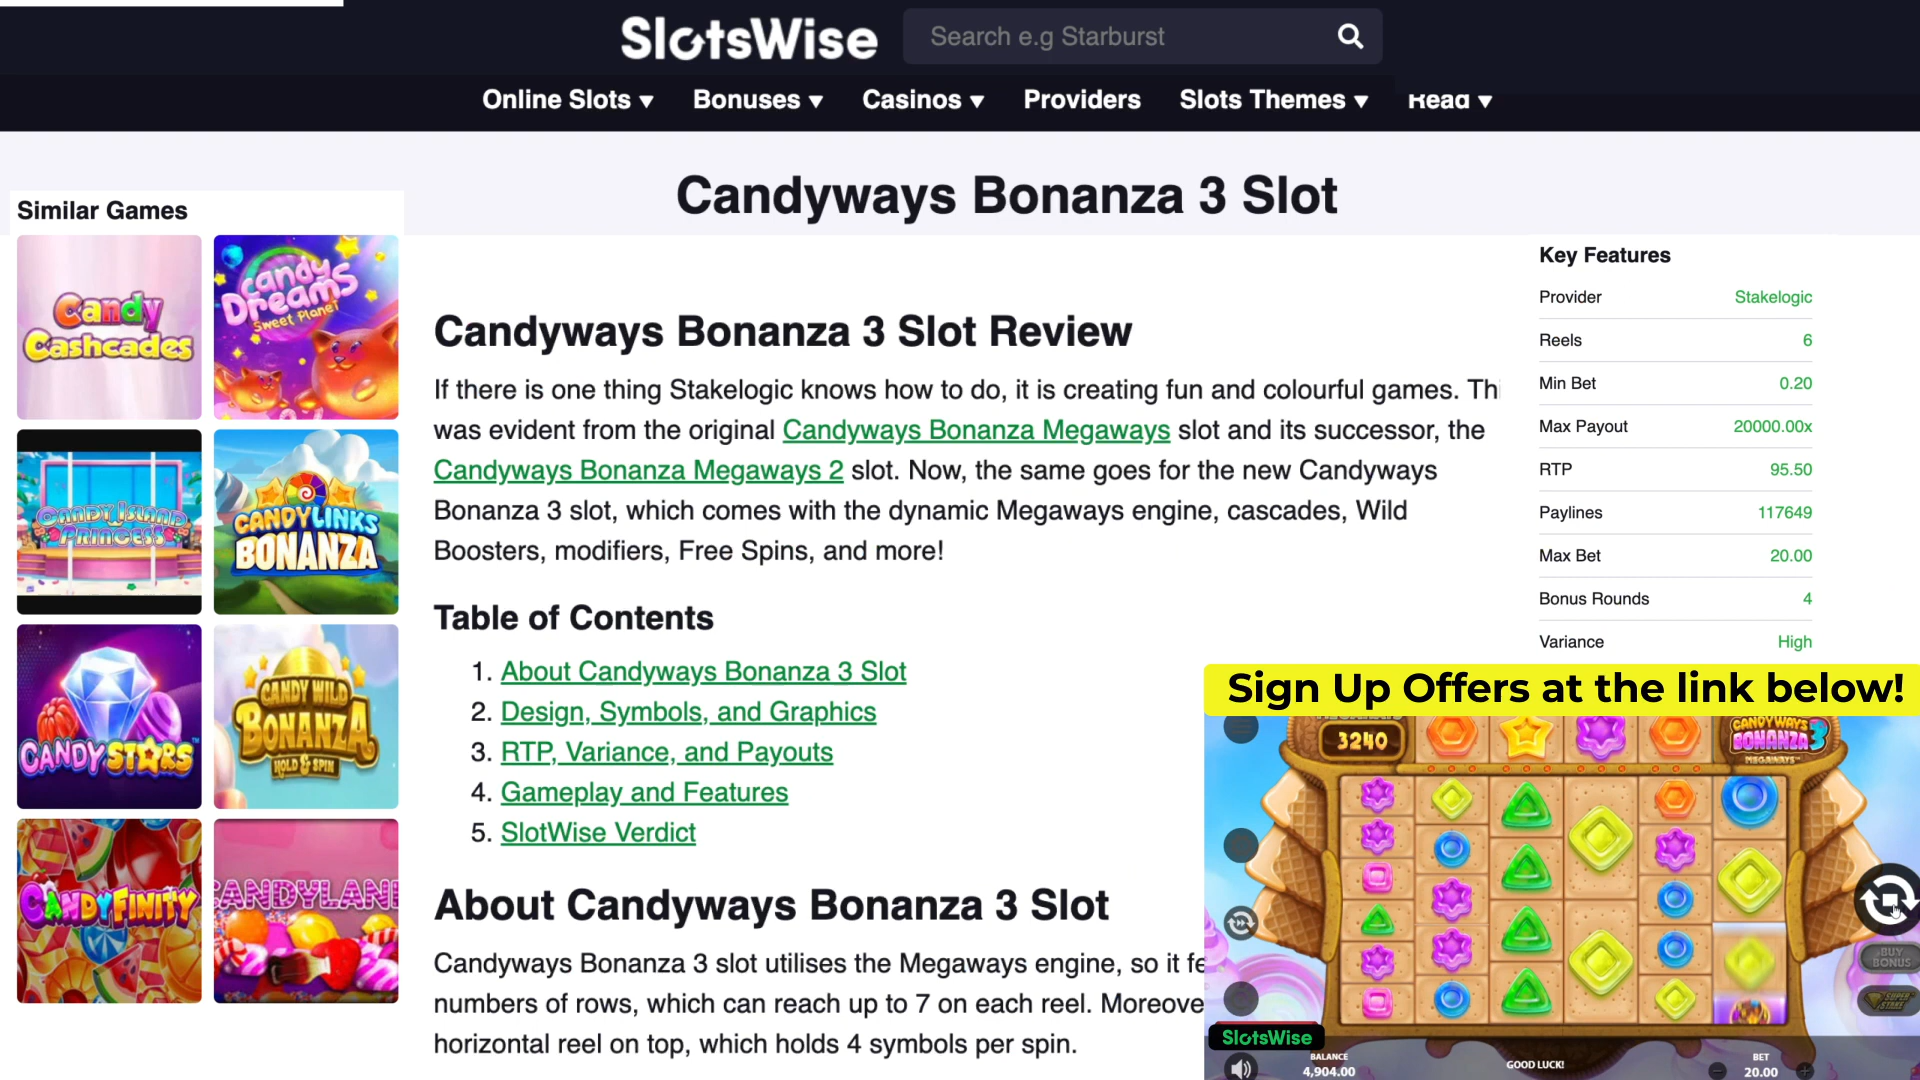 SlotsWise
Search e.g Starburst
Online Slots ▼ Bonuses ▼ Casinos ▼ Providers Slots Themes ▼ Read ▼
Candyways Bonanza 3 Slot
Similar Games
Candy Cashcades
Candy Dreams Sweet Planet
Candy Island Princess
CANDYLINKS BONANZA
CANDY STARS™
CANDY WILD BONANZA HOLD & SPIN
CANDYFINITY
CANDYLAND
Candyways Bonanza 3 Slot Review
If there is one thing Stakelogic knows how to do, it is creating fun and colourful games. Thi
was evident from the original Candyways Bonanza Megaways slot and its successor, the
Candyways Bonanza Megaways 2 slot. Now, the same goes for the new Candyways
Bonanza 3 slot, which comes with the dynamic Megaways engine, cascades, Wild
Boosters, modifiers, Free Spins, and more!
Table of Contents
1. About Candyways Bonanza 3 Slot
2. Design, Symbols, and Graphics
3. RTP, Variance, and Payouts
4. Gameplay and Features
5. SlotWise Verdict
About Candyways Bonanza 3 Slot
Candyways Bonanza 3 slot utilises the Megaways engine, so it fe
numbers of rows, which can reach up to 7 on each reel. Moreove
horizontal reel on top, which holds 4 symbols per spin.
Key Features
Provider Stakelogic
Reels 6
Min Bet 0.20
Max Payout 20000.00x
RTP 95.50
Paylines 117649
Max Bet 20.00
Bonus Rounds 4
Variance High
Sign Up Offers at the link below!
3240
CANDYWAYS
BONANZA 3
MEGAWAYS™
BUY
BONUS
SUPER
STAKE
SlotsWise
BALANCE
4,904.00
GOOD LUCK!
BET
20.00